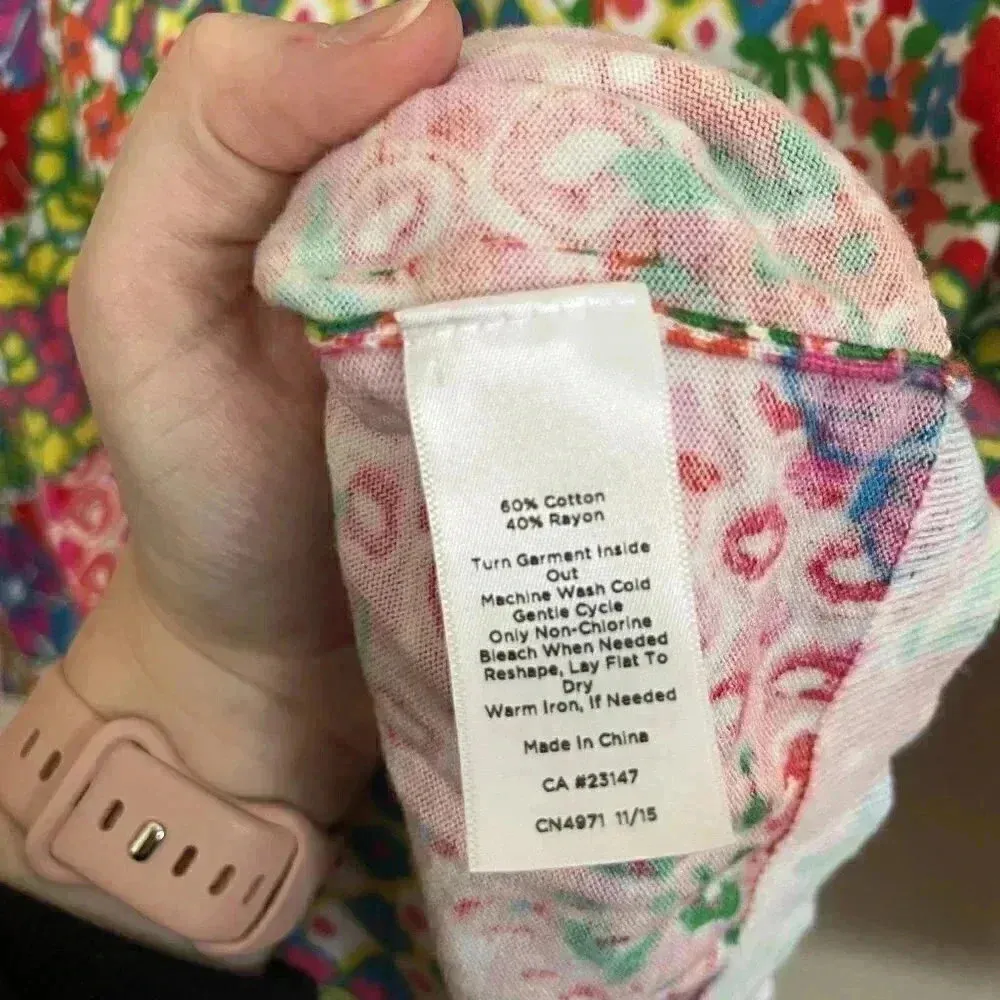 60% Cotton
40% Rayon
Turn Garment Inside
Out
Machine Wash Cold
Gentle Cycle
Only Non-Chlorine
Bleach When Needed
Reshape, Lay Flat To
Dry
Warm Iron, If Needed
Made In China
CA #23147
CN4971 11/15